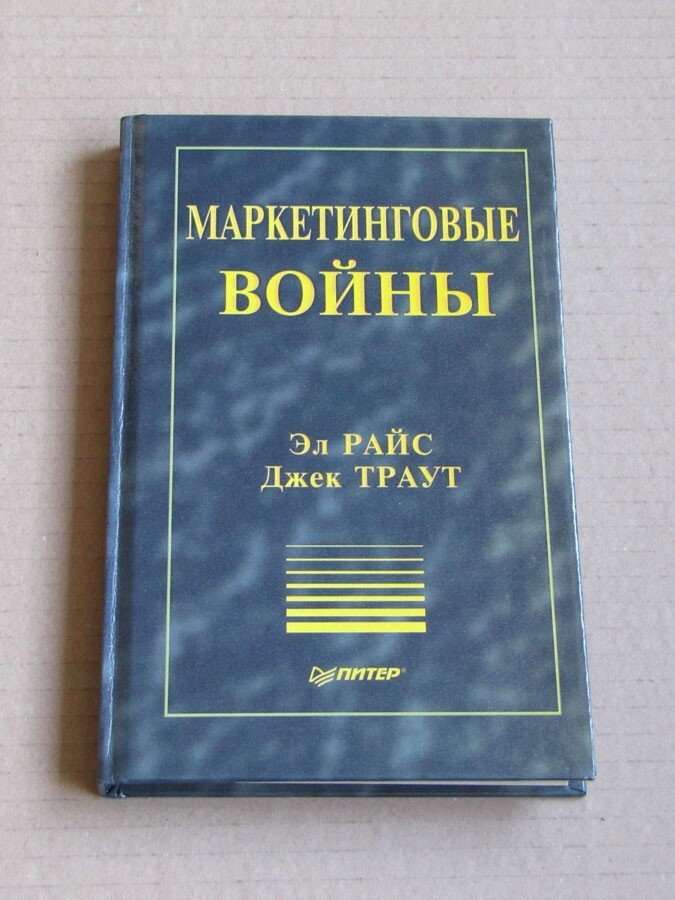 МАРКЕТИНГОВЫЕ
ВОЙНЫ
Эл РАЙС
Джек ТРАУТ
ПИТЕР®